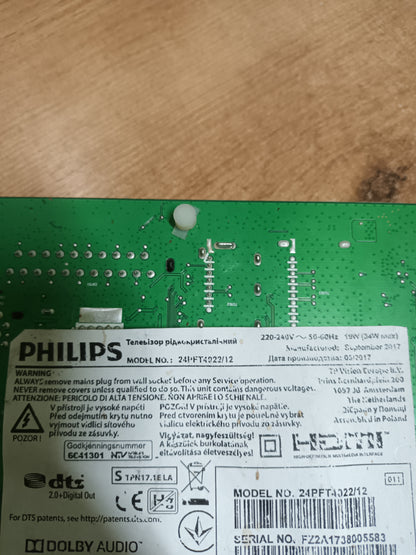 Телевізор рідкокристалічний
220-240V ~ 50-60Hz 19W (34W max)
PHILIPS
MODEL NO.: 24PFT4022/12
Manufactured: September 2017
Дата производства: 09/2017
WARNING
ALWAYS remove mains plug from wall socket before any Service operation.
NEVER remove covers unless qualified to do so. This unit contains dangerous voltages.
ATTENZIONE: PERICOLO DI ALTA TENSIONE, NON APRIRE LO SCHIENALE.
TP Vision Europe B.V.
Prins Bernhardplein 200
1097 JB Amsterdam
The Netherlands
Assembled in Poland
V přístroji je vysoké napětí
Před odejmutím krytu nutno
vyjmout vidlici síťového
přívodu ze zásuvky.
POZOR !
POZOR! V prístroji je vysoké napätie
Pred otvorením krytu je potrebné vybrať
elektrického prívodu zo zásuvky.
Vigyázat, nagyfeszültség!
A készülék burkolatának
eltávolítása életveszélyes!
HDMI
HIGH-DEFINITION MULTIMEDIA INTERFACE
Godkjenningsnummer
6C41301 NTV
S TPN17.1E LA
dts
2.0+Digital Out
CE
For DTS patents, see http://patents.dts.com.
DOLBY AUDIO
011
MODEL NO. 24PFT4022/12
SERIAL NO. FZ2A1738005583